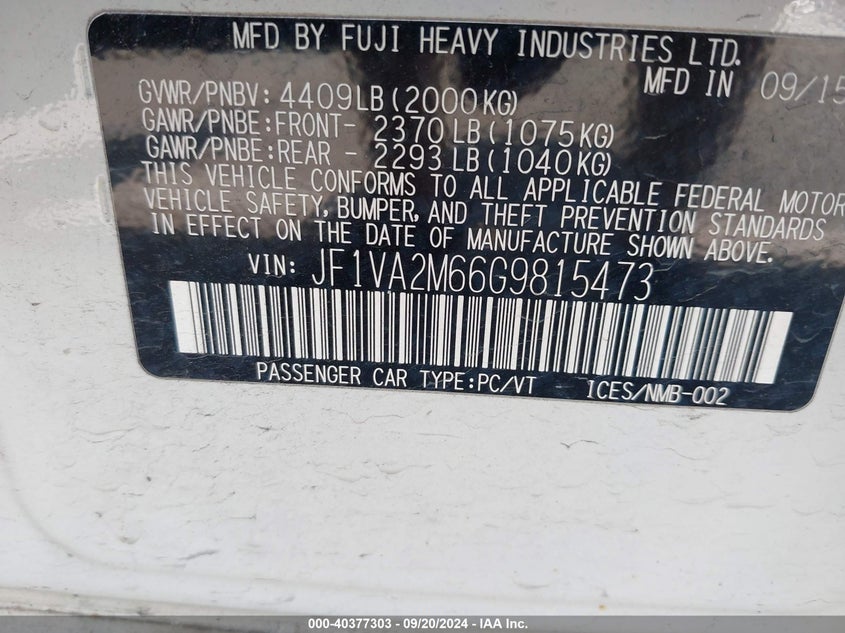 MFD BY FUJI HEAVY INDUSTRIES LTD.
MFD IN 09/15
GVWR/PNBV: 4409LB(2000KG)
GAWR/PNBE:FRONT- 2370LB(1075KG)
GAWR/PNBE:REAR - 2293LB(1040KG)
THIS VEHICLE CONFORMS TO ALL APPLICABLE FEDERAL MOTOR
VEHICLE SAFETY, BUMPER, AND THEFT PREVENTION STANDARDS
IN EFFECT ON THE DATE OF MANUFACTURE SHOWN ABOVE.
VIN: JF1VA2M66G9815473
PASSENGER CAR TYPE:PC/VT ICES/NMB-002
000-40377303 - 09/20/2024 - IAA Inc.